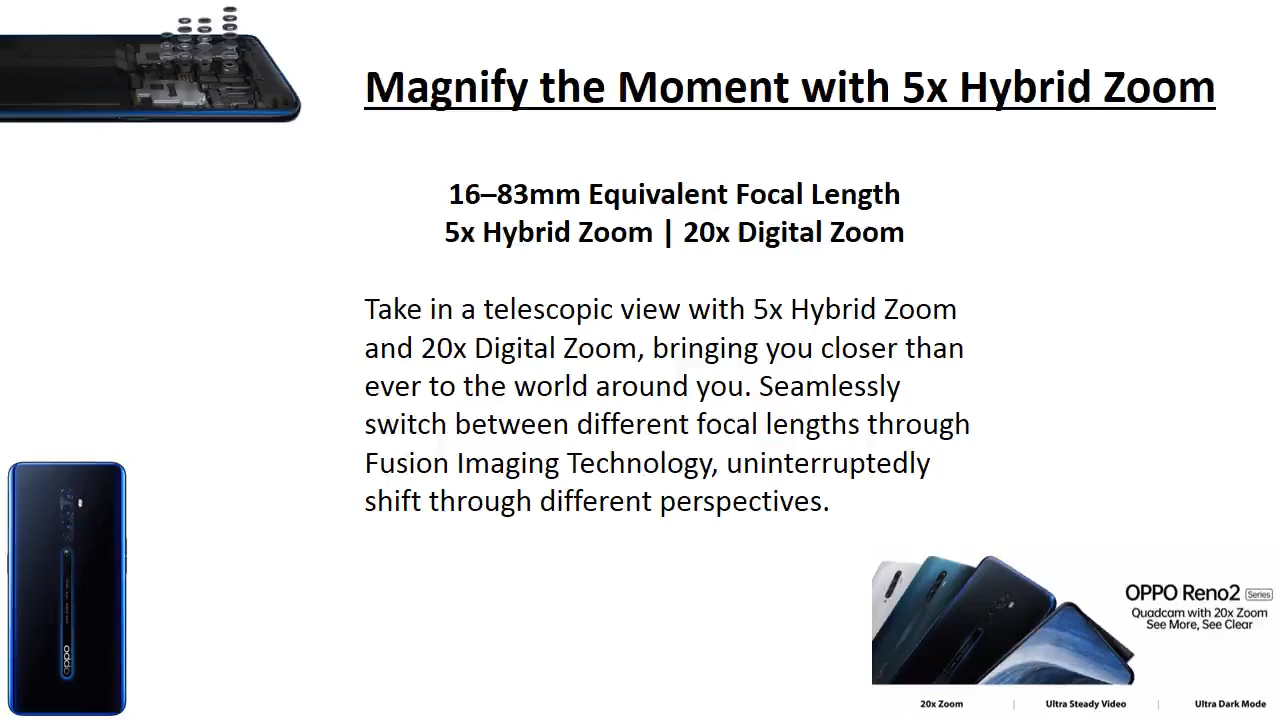 Magnify the Moment with 5x Hybrid Zoom
16–83mm Equivalent Focal Length
5x Hybrid Zoom | 20x Digital Zoom
Take in a telescopic view with 5x Hybrid Zoom
and 20x Digital Zoom, bringing you closer than
ever to the world around you. Seamlessly
switch between different focal lengths through
Fusion Imaging Technology, uninterruptedly
shift through different perspectives.
oppo
OPPO Reno2 Series
Quadcam with 20x Zoom
See More, See Clear
20x Zoom | Ultra Steady Video | Ultra Dark Mode